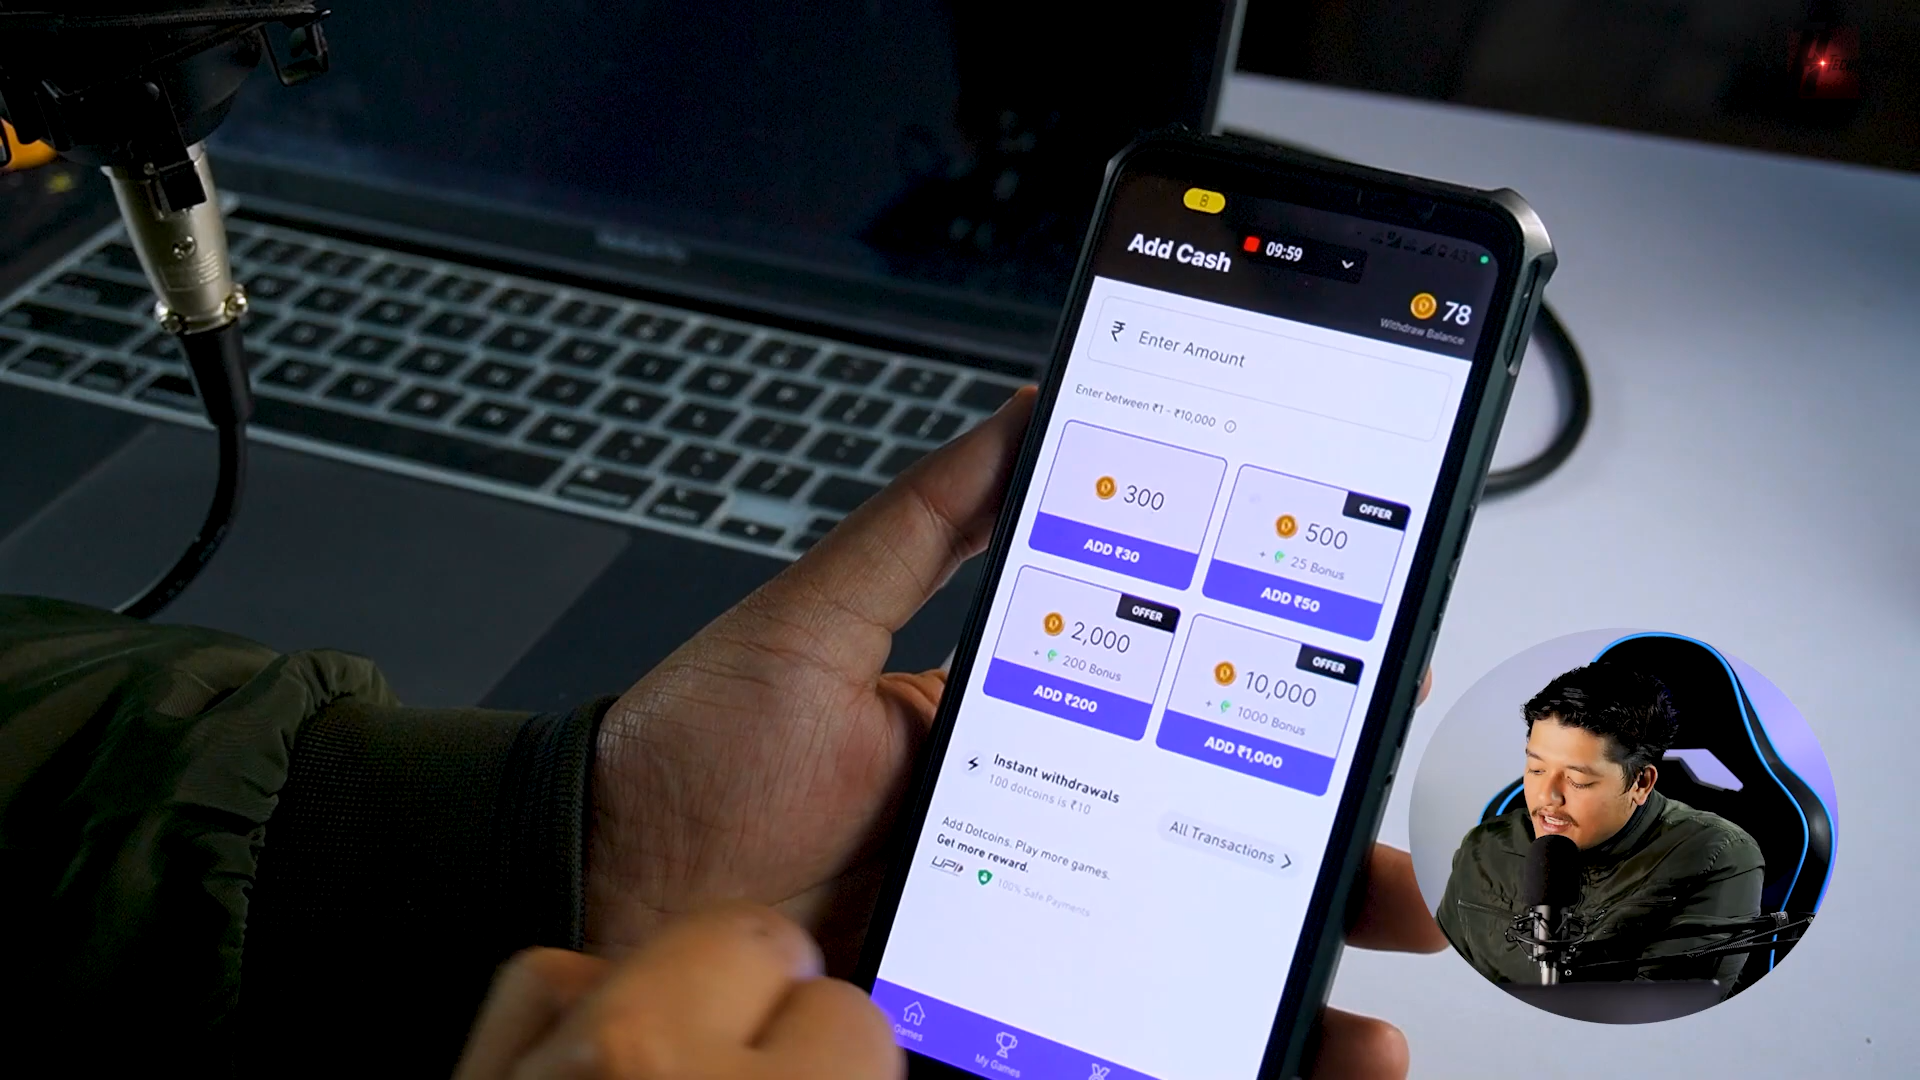 Add Cash
09:59
78
Withdraw Balance
₹ Enter Amount
Enter between ₹1 - ₹10,000
300
ADD ₹30
OFFER
500
+ 25 Bonus
ADD ₹50
OFFER
2,000
+ 200 Bonus
ADD ₹200
OFFER
10,000
+ 1000 Bonus
ADD ₹1,000
Instant withdrawals
100 dotcoins is ₹10
All Transactions
Add Dotcoins. Play more games.
Get more reward.
UPI
100% Safe Payments
Games
My Games